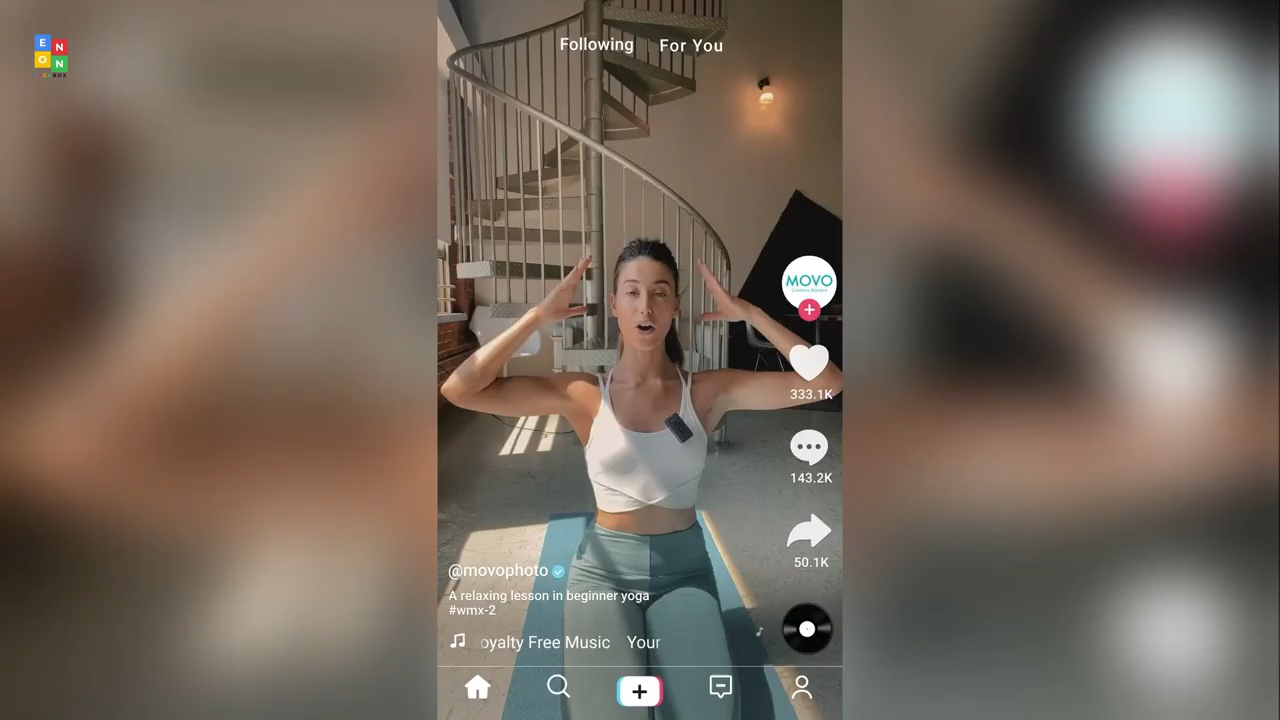 E N
O N
BOX
Following For You
MOVO
333.1K
143.2K
50.1K
@movophoto
A relaxing lesson in beginner yoga
#wmx-2
oyalty Free Music Your